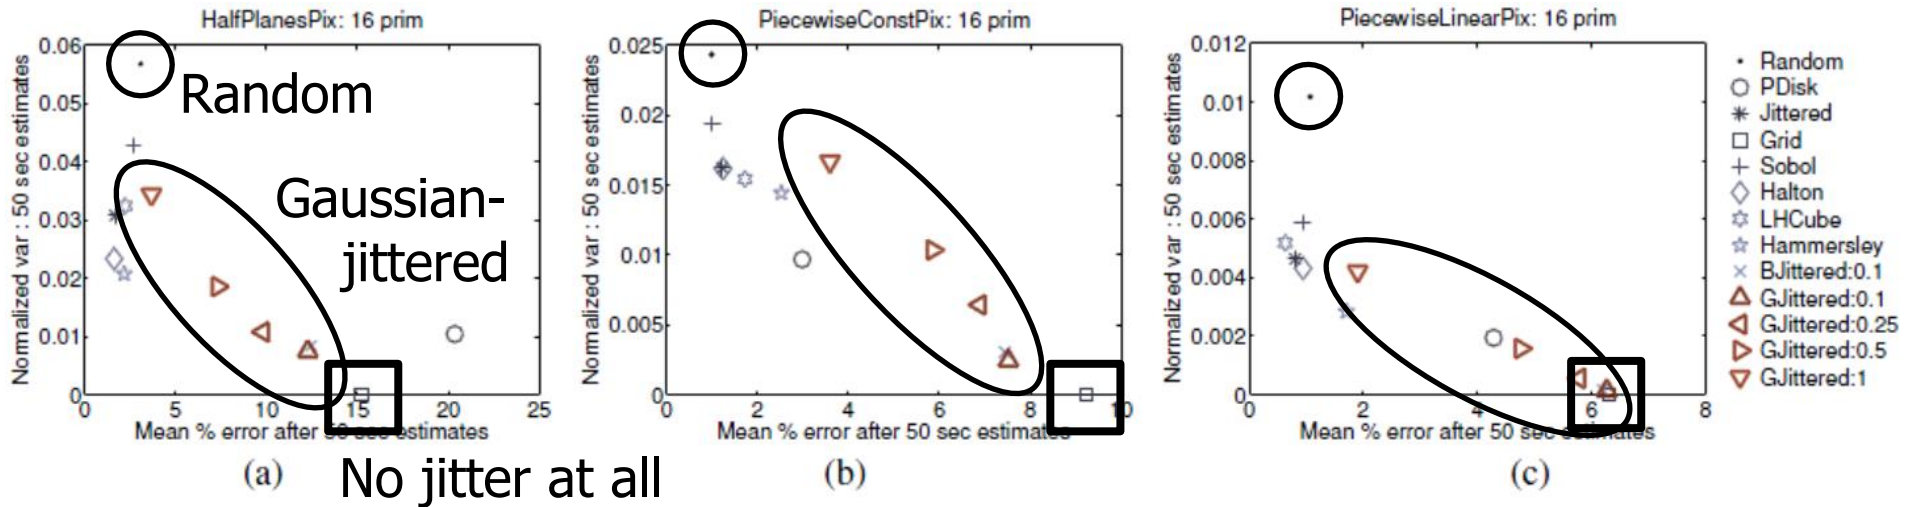 HalfPlanesPix: 16 prim
Normalized var : 50 sec estimates
0.06
0.05
0.04
0.03
0.02
0.01
0
0 5 10 15 20 25
Mean % error after 50 sec estimates
(a)
Random
Gaussian-
jittered
No jitter at all
PiecewiseConstPix: 16 prim
Normalized var : 50 sec estimates
0.025
0.02
0.015
0.01
0.005
0
0 2 4 6 8 10
Mean % error after 50 sec estimates
(b)
PiecewiseLinearPix: 16 prim
Normalized var : 50 sec estimates
0.012
0.01
0.008
0.006
0.004
0.002
0
0 2 4 6 8
Mean % error after 50 sec estimates
(c)
Random
PDisk
Jittered
Grid
Sobol
Halton
LHCube
Hammersley
BJittered:0.1
GJittered:0.1
GJittered:0.25
GJittered:0.5
GJittered:1